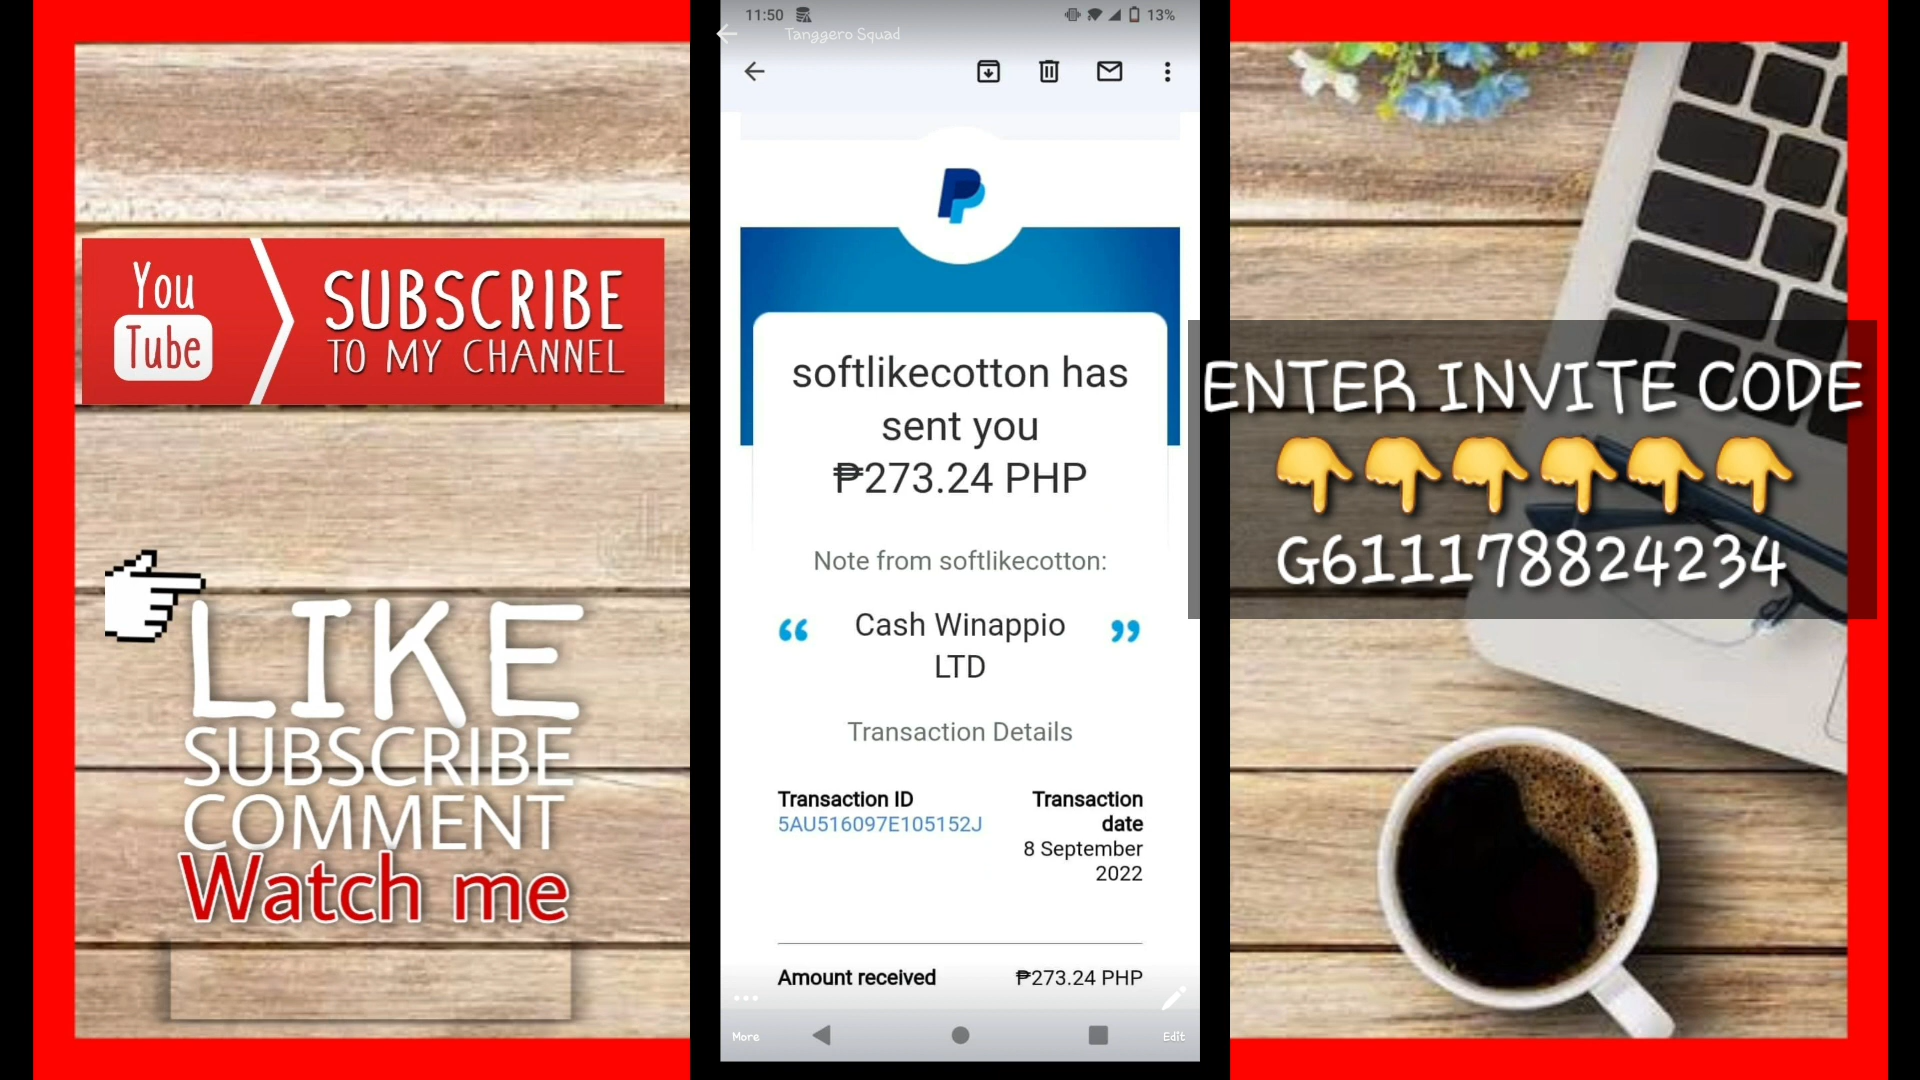 11:50
13%
Tanggero Squad
You
Tube
SUBSCRIBE
TO MY CHANNEL
LIKE
SUBSCRIBE
COMMENT
Watch me
softlikecotton has
sent you
₱273.24 PHP
Note from softlikecotton:
“ Cash Winappio ”
LTD
Transaction Details
Transaction ID
5AU516097E105152J
Transaction
date
8 September
2022
Amount received ₱273.24 PHP
More
Edit
ENTER INVITE CODE
G611178824234